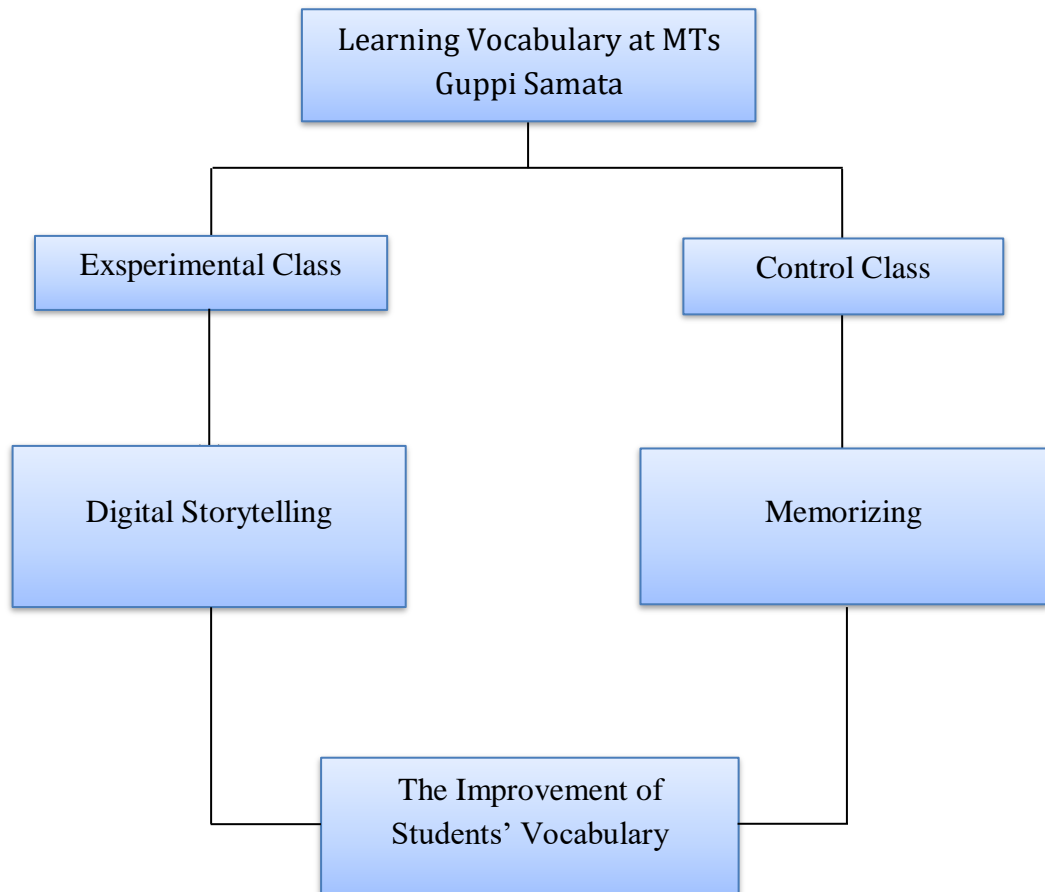 Learning Vocabulary at MTs
Guppi Samata
Exsperimental Class
Control Class
Digital Storytelling
Memorizing
The Improvement of
Students’ Vocabulary